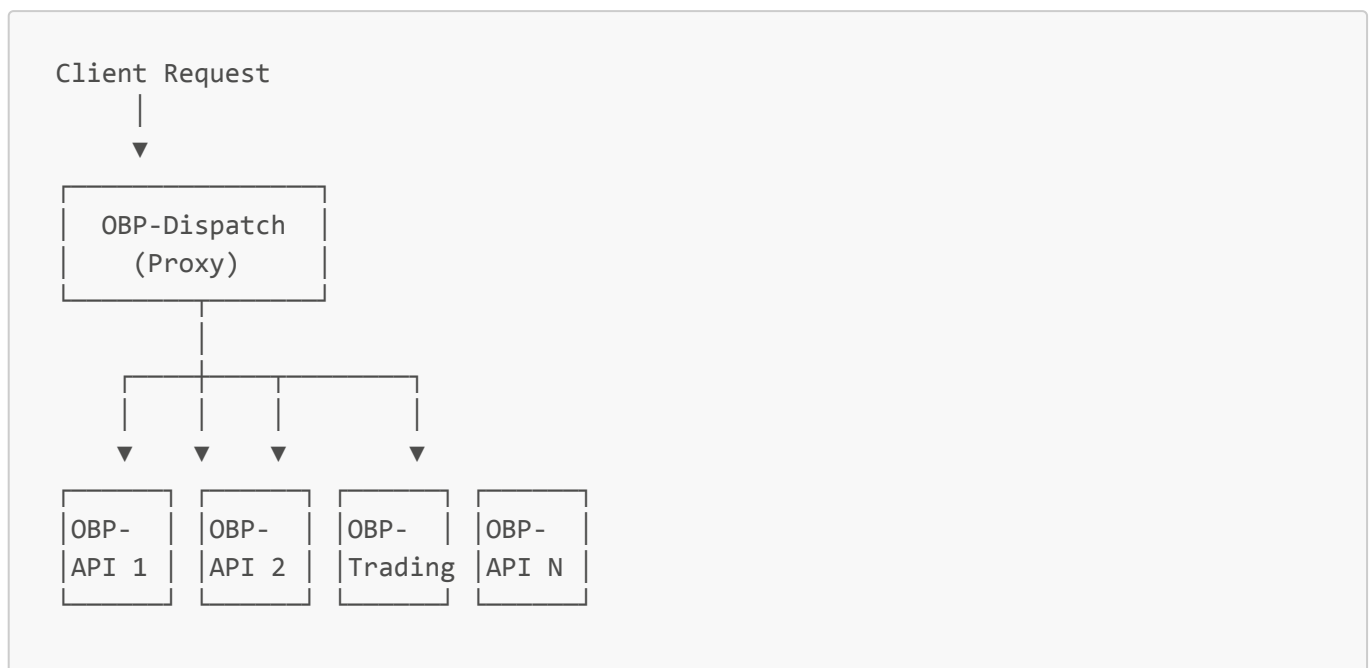 Client Request
OBP-Dispatch
(Proxy)
OBP- OBP- OBP- OBP-
API 1 API 2 Trading API N